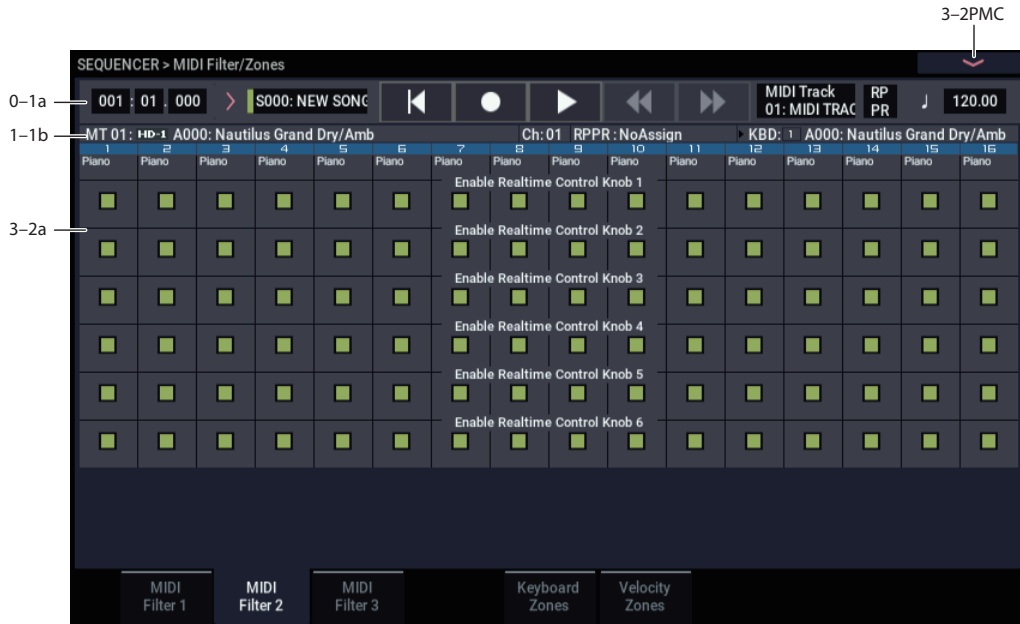 3–2PMC
SEQUENCER > MIDI Filter/Zones
0–1a
001 : 01 . 000
S000: NEW SONG
MIDI Track
01: MIDI TRAC
RP
PR
♩ 120.00
1–1b
MT 01: HD-1 A000: Nautilus Grand Dry/Amb
Ch: 01 RPPR : NoAssign
KBD: 1 A000: Nautilus Grand Dry/Amb
1 2 3 4 5 6 7 8 9 10 11 12 13 14 15 16
Piano Piano Piano Piano Piano Piano Piano Piano Piano Piano Piano Piano Piano Piano Piano Piano
Enable Realtime Control Knob 1
3–2a
Enable Realtime Control Knob 2
Enable Realtime Control Knob 3
Enable Realtime Control Knob 4
Enable Realtime Control Knob 5
Enable Realtime Control Knob 6
MIDI
Filter 1
MIDI
Filter 2
MIDI
Filter 3
Keyboard
Zones
Velocity
Zones